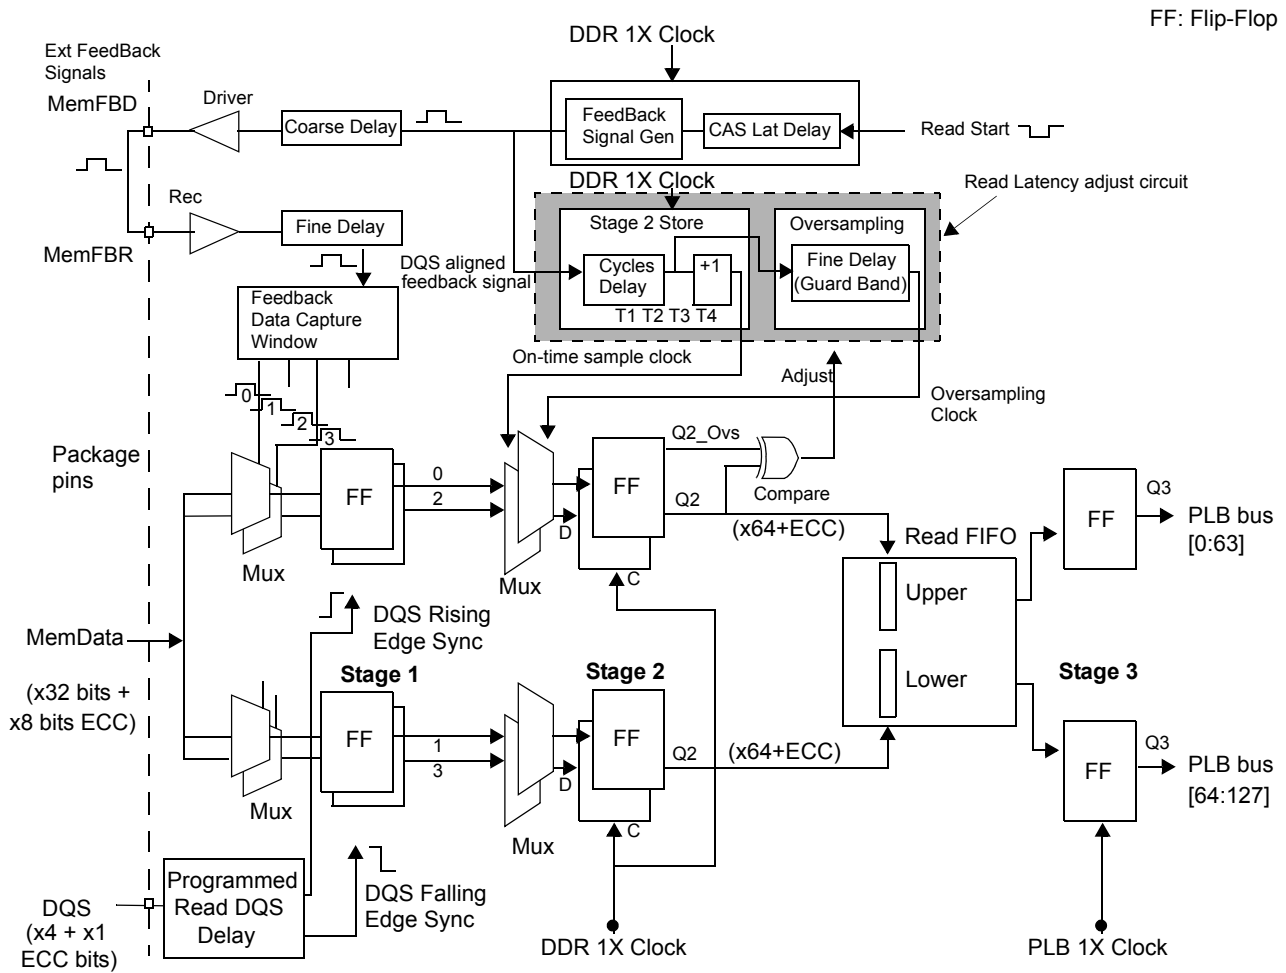 FF: Flip-Flop
DDR 1X Clock
Ext FeedBack
Signals
MemFBD
Driver
Coarse Delay
FeedBack
Signal Gen
CAS Lat Delay
Read Start
DDR 1X Clock
Read Latency adjust circuit
Rec
MemFBR
Fine Delay
Stage 2 Store
Oversampling
DQS aligned
feedback signal
Cycles
Delay
+1
T1 T2 T3 T4
Fine Delay
(Guard Band)
Feedback
Data Capture
Window
On-time sample clock
Adjust
Oversampling
Clock
0
1
2
3
Package
pins
FF
0
2
Mux
Mux
D
FF
C
Q2_Ovs
Q2
Compare
(x64+ECC)
Read FIFO
Upper
Lower
FF
Q3
PLB bus
[0:63]
MemData
(x32 bits +
x8 bits ECC)
DQS Rising
Edge Sync
Stage 1
Stage 2
Stage 3
FF
1
3
Mux
Mux
D
FF
C
Q2
(x64+ECC)
FF
Q3
PLB bus
[64:127]
DQS
(x4 + x1
ECC bits)
Programmed
Read DQS
Delay
DQS Falling
Edge Sync
DDR 1X Clock
PLB 1X Clock